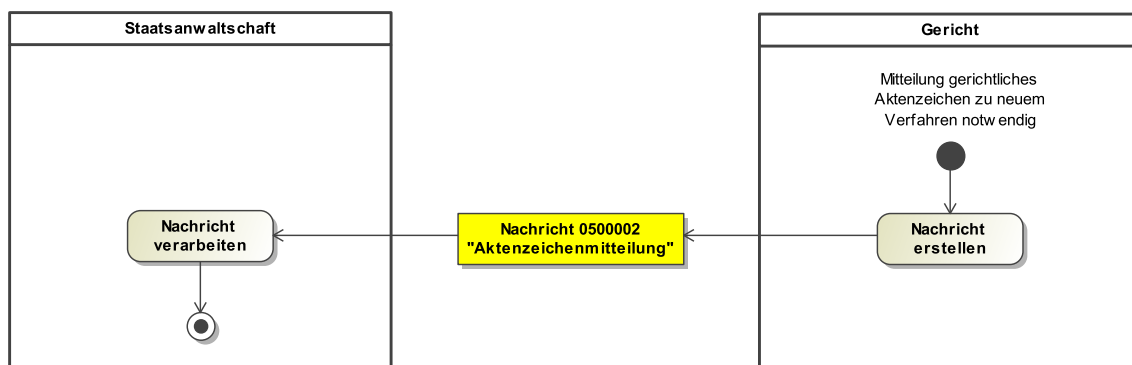 Staatsanwaltschaft
Gericht
Mitteilung gerichtliches
Aktenzeichen zu neuem
Verfahren notwendig
Nachricht
verarbeiten
Nachricht 0500002
"Aktenzeichenmitteilung"
Nachricht
erstellen